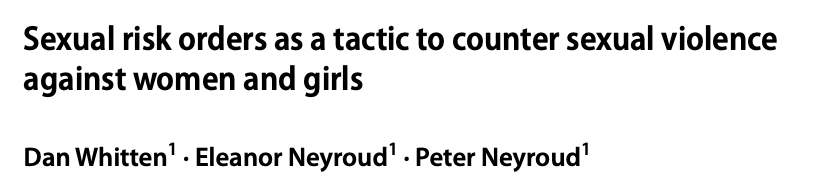 Sexual risk orders as a tactic to counter sexual violence
against women and girls
Dan Whitten¹ · Eleanor Neyroud¹ · Peter Neyroud¹